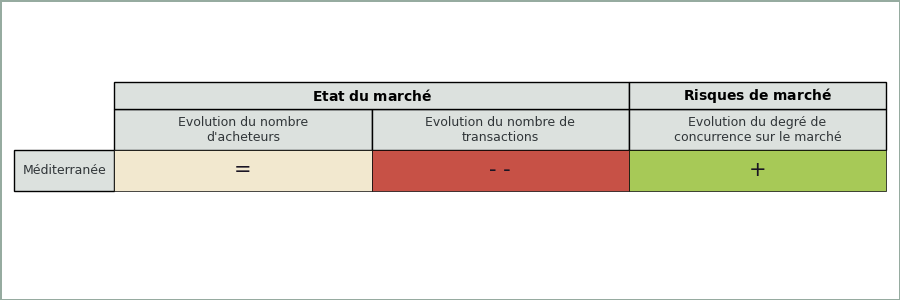 Etat du marché
Risques de marché
Evolution du nombre
d'acheteurs
Evolution du nombre de
transactions
Evolution du degré de
concurrence sur le marché
Méditerranée
=
- -
+